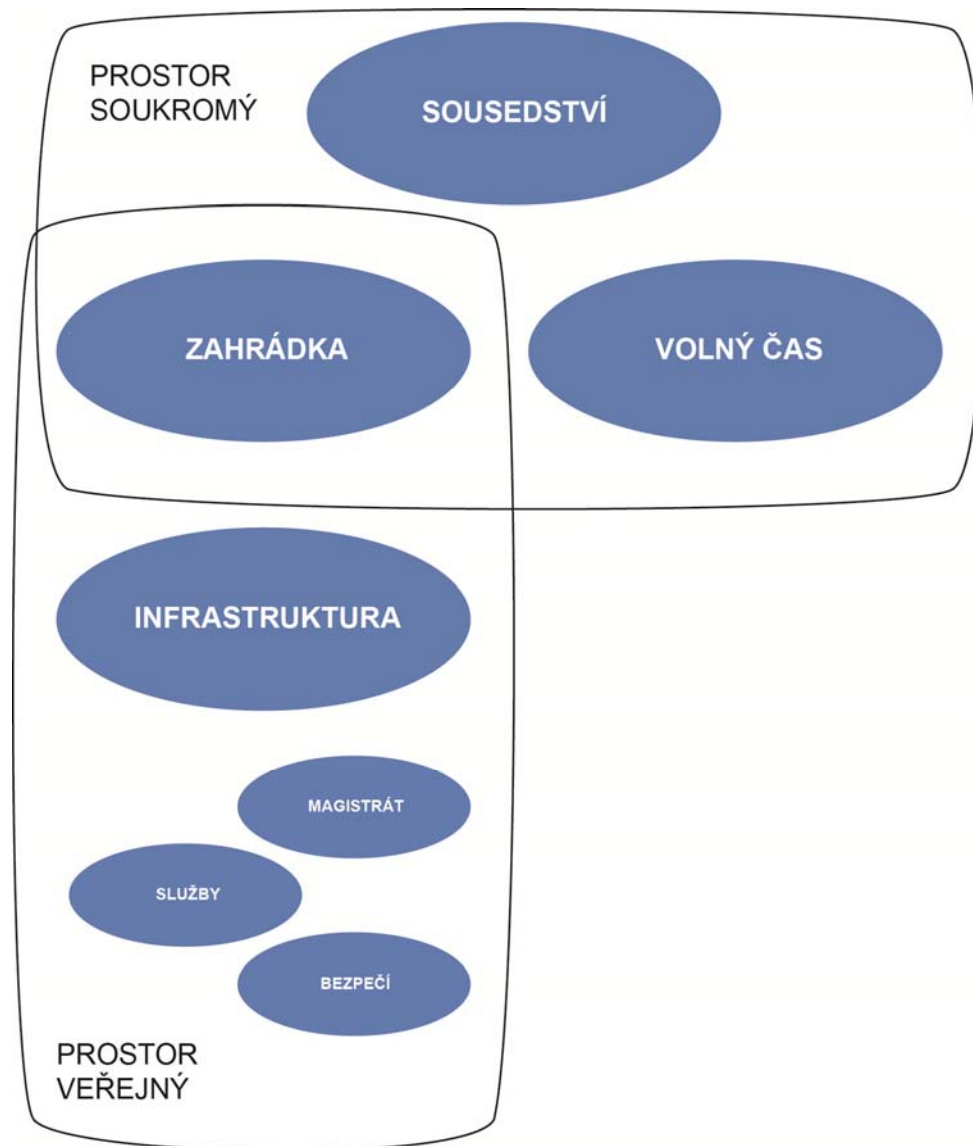 PROSTOR
SOUKROMÝ
SOUSEDSTVÍ
ZAHRÁDKA
VOLNÝ ČAS
INFRASTRUKTURA
MAGISTRÁT
SLUŽBY
BEZPEČÍ
PROSTOR
VEŘEJNÝ